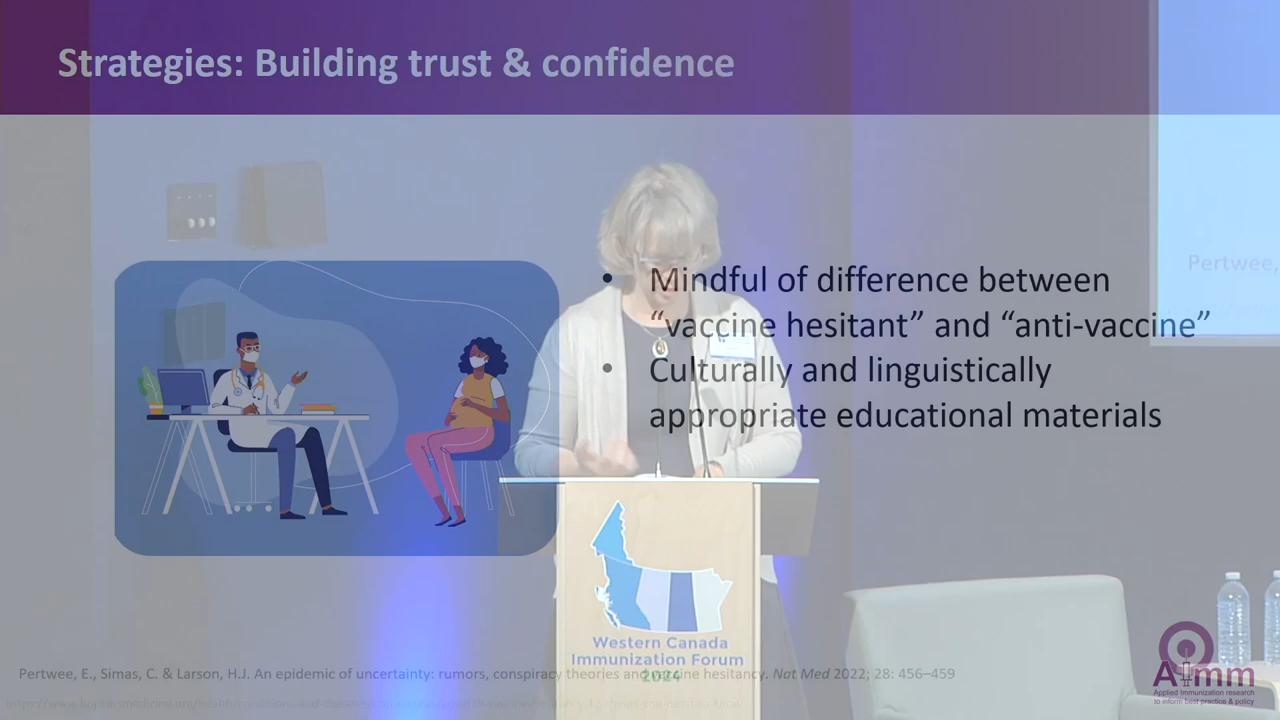 Strategies: Building trust & confidence
Pertwee,
• Mindful of difference between
“vaccine hesitant” and “anti-vaccine”
• Culturally and linguistically
appropriate educational materials
Western Canada
Immunization Forum
2024
Pertwee, E., Simas, C. & Larson, H.J. An epidemic of uncertainty: rumors, conspiracy theories and vaccine hesitancy. Nat Med 2022; 28: 456–459
AImm
Applied Immunization research
to inform best practice & policy